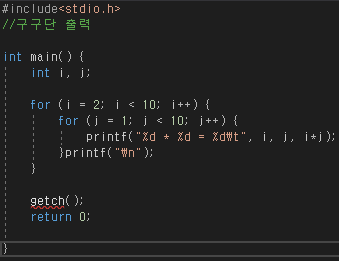 #include<stdio.h>
//구구단 출력
int main() {
int i, j;
for (i = 2; i < 10; i++) {
for (j = 1; j < 10; j++) {
printf("%d * %d = %d₩t", i, j, i*j);
}printf("₩n");
}
getch();
return 0;
}